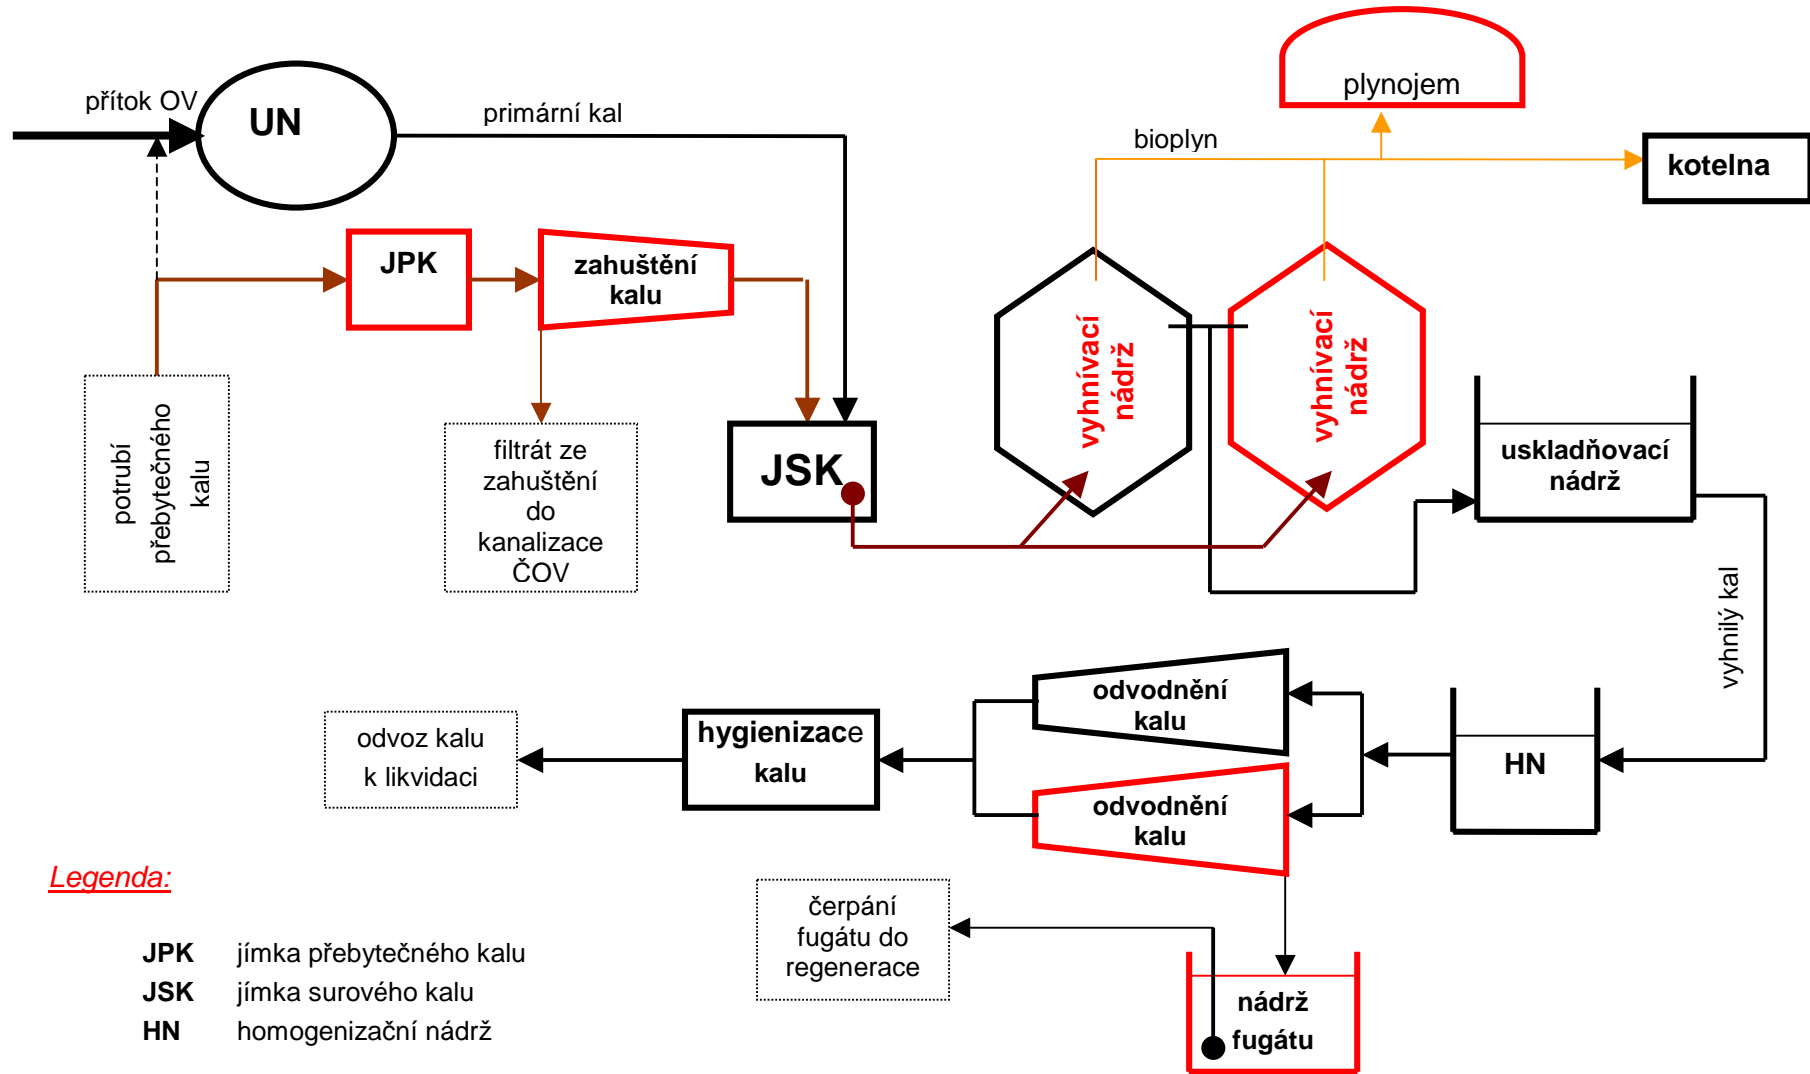 přítok OV
UN
primární kal
plynojem
bioplyn
kotelna
JPK
zahuštění
kalu
vyhnívací
nádrž
vyhnívací
nádrž
potrubí
přebytečného
kalu
filtrát ze
zahuštění
do
kanalizace
ČOV
JSK
uskladňovací
nádrž
vyhnilý kal
odvodnění
kalu
odvoz kalu
k likvidaci
hygienizace
kalu
HN
odvodnění
kalu
Legenda:
čerpání
fugátu do
regenerace
nádrž
fugátu
JPK jímka přebytečného kalu
JSK jímka surového kalu
HN homogenizační nádrž